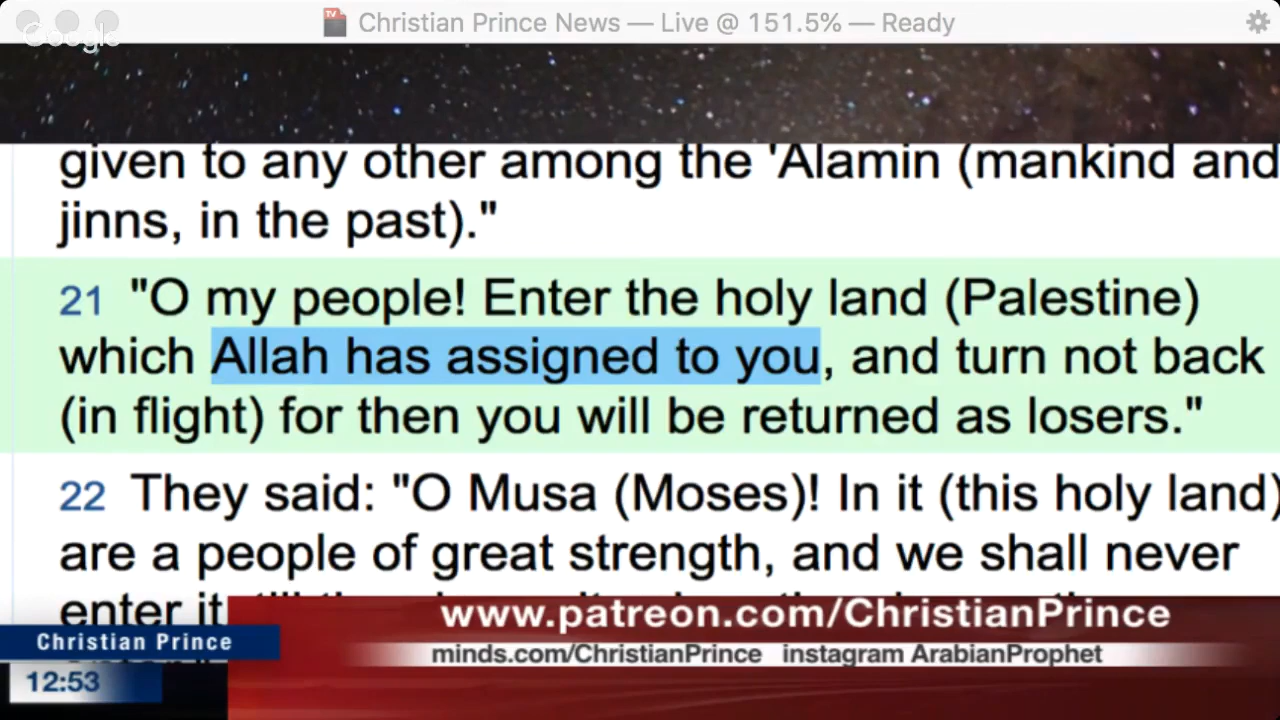 Christian Prince News — Live @ 151.5% — Ready
Google
given to any other among the 'Alamin (mankind and
jinns, in the past)."
21 "O my people! Enter the holy land (Palestine)
which Allah has assigned to you, and turn not back
(in flight) for then you will be returned as losers."
22 They said: "O Musa (Moses)! In it (this holy land)
are a people of great strength, and we shall never
enter it
www.patreon.com/ChristianPrince
Christian Prince
minds.com/ChristianPrince instagram ArabianProphet
12:53